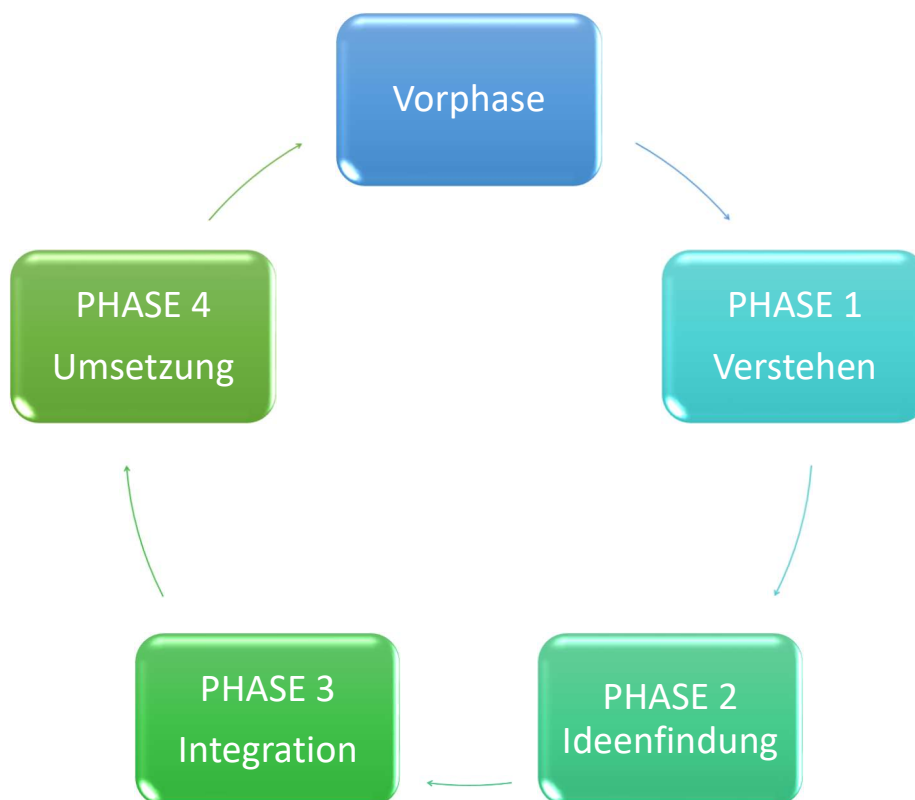 Vorphase
PHASE 1
Verstehen
PHASE 2
Ideenfindung
PHASE 3
Integration
PHASE 4
Umsetzung